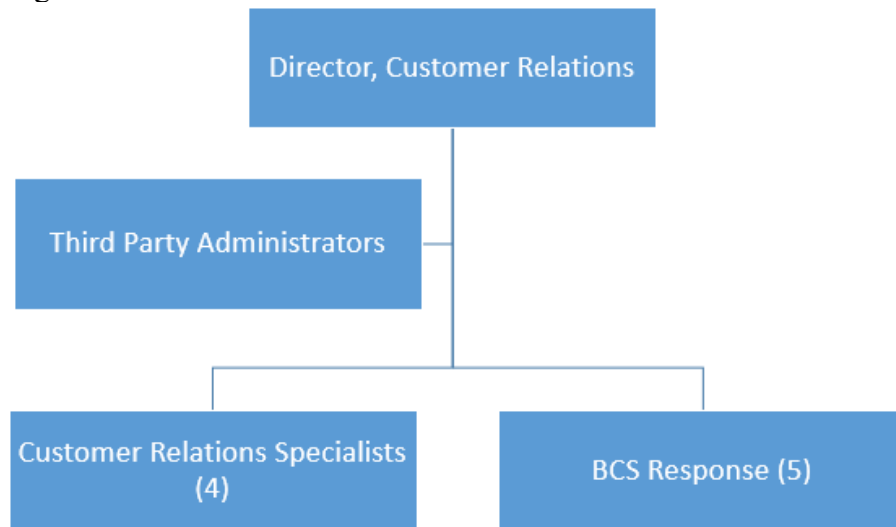 Director, Customer Relations
Third Party Administrators
Customer Relations Specialists
(4)
BCS Response (5)